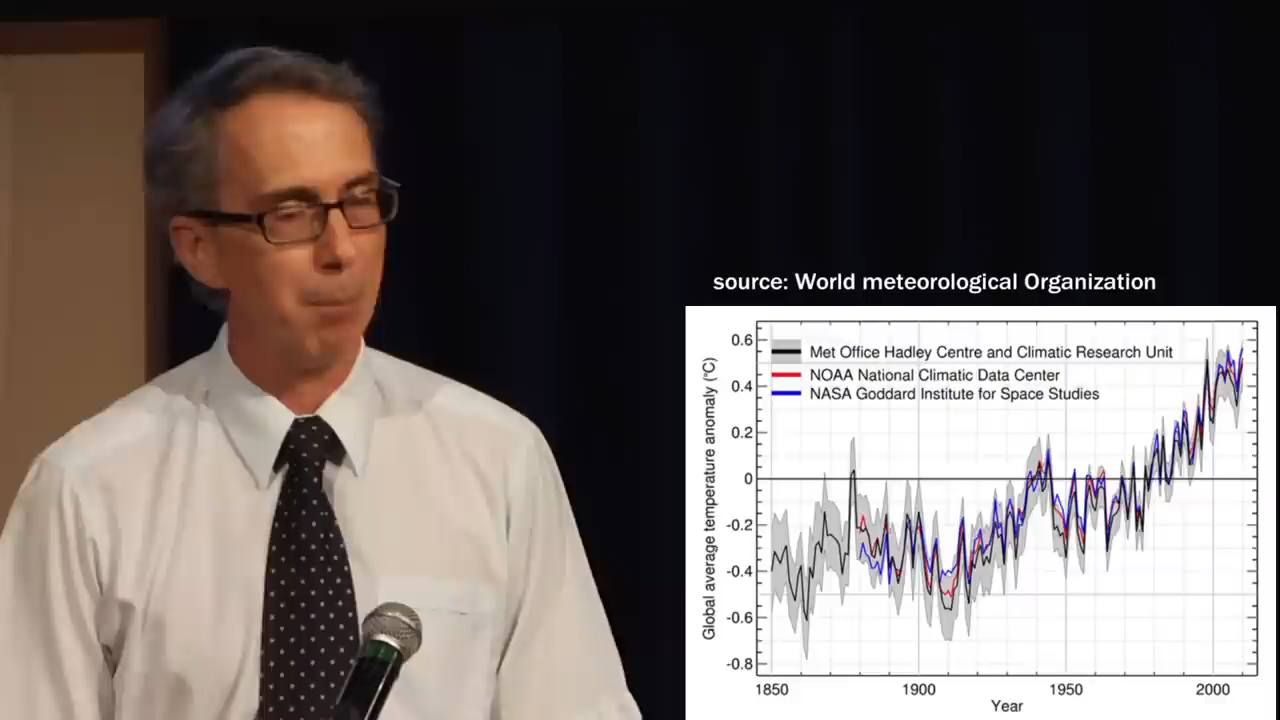 source: World meteorological Organization
0.6
Met Office Hadley Centre and Climatic Research Unit
NOAA National Climatic Data Center
0.4
NASA Goddard Institute for Space Studies
0.2
0
-0.2
-0.4
-0.6
-0.8
Global average temperature anomaly (°C)
1850 1900 1950 2000
Year